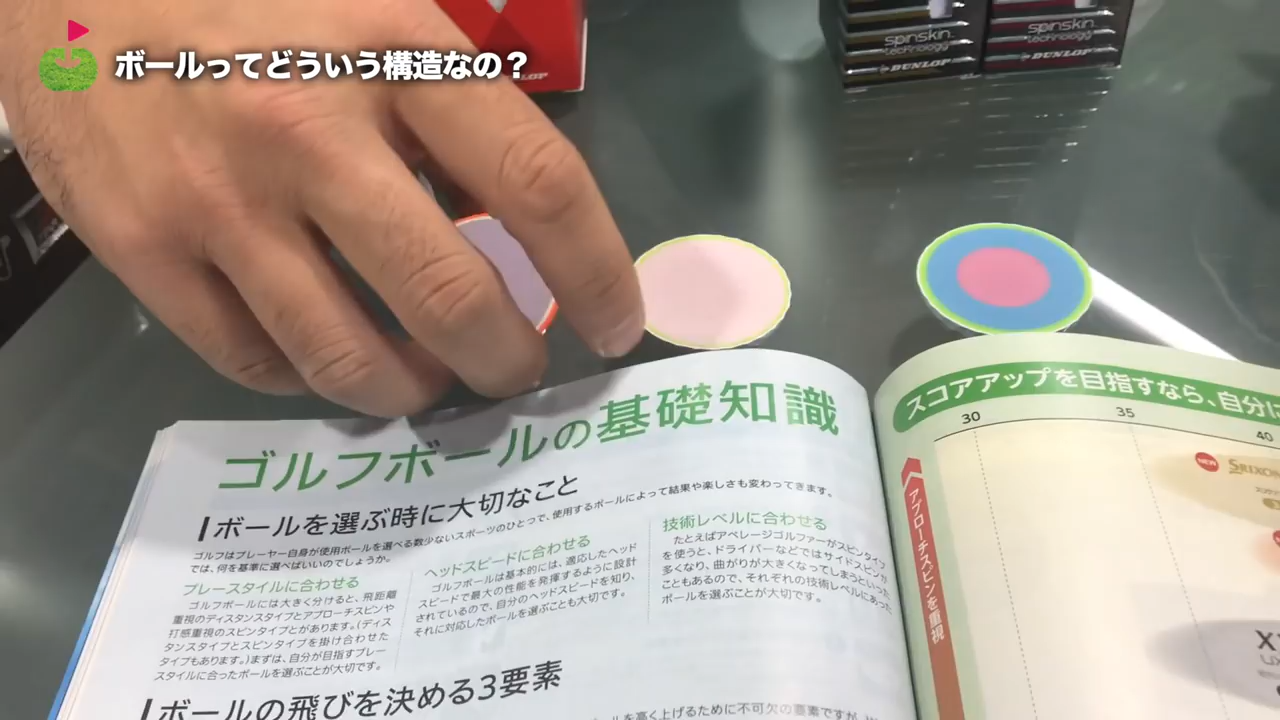 ボールってどういう構造なの？
LOP
spinskin
technology
DUNLOP
spinskin
technology
DUNLOP
ゴルフボールの基礎知識
ボールを選ぶ時に大切なこと
ゴルフはプレーヤー自身が使用ボールを選べる数少ないスポーツのひとつで、使用するボールによって結果や楽しさも変わってきます。
では、何を基準に選べばいいのでしょうか。
プレースタイルに合わせる
ゴルフボールには大きく分けると、飛距離
重視のディスタンスタイプとアプローチスピンや
打感重視のスピンタイプとがあります。(ディス
タンスタイプとスピンタイプを掛け合わせた
タイプもあります。)まずは、自分が目指すプレー
スタイルに合ったボールを選ぶことが大切です。
ヘッドスピードに合わせる
ゴルフボールは基本的には、適応したヘッド
スピードで最大の性能を発揮するように設計
されているので、自分のヘッドスピードを知り、
それに対応したボールを選ぶことも大切です。
技術レベルに合わせる
たとえばアベレージゴルファーがスピンタイプ
を使うと、ドライバーなどではサイドスピンが
多くなり、曲がりが大きくなってしまうといった
こともあるので、それぞれの技術レベルにあった
ボールを選ぶことが大切です。
ボールの飛びを決める3要素
ールを高く上げるために不可欠の要素ですが
スコアアップを目指すなら、自分に
30
35
40
アプローチスピンを重視
NEW
SRIXON
X